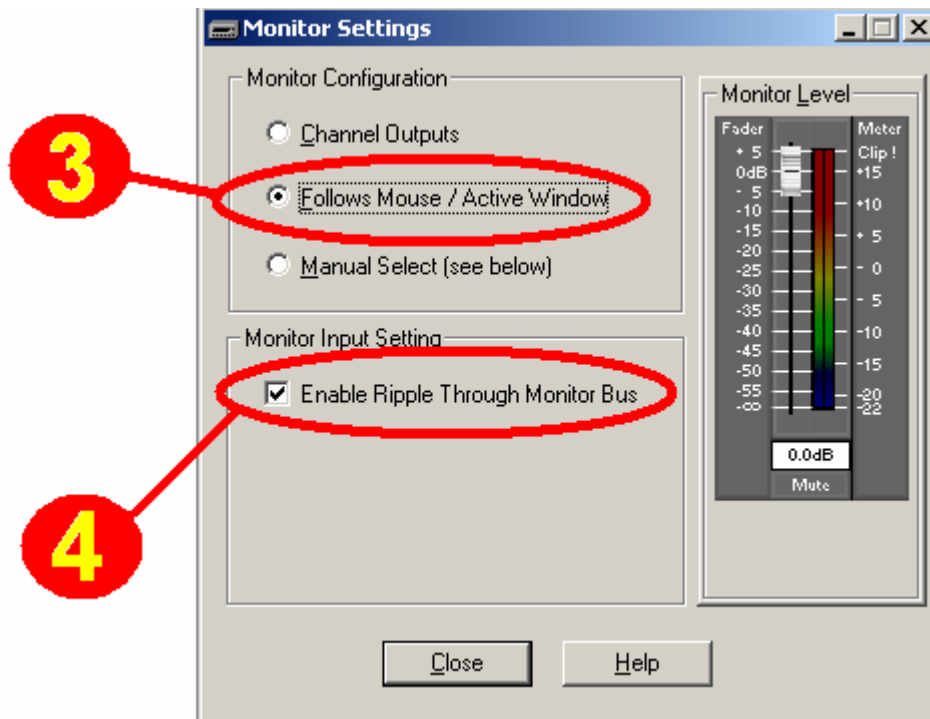 Monitor Settings
Monitor Configuration
Channel Outputs
Follows Mouse / Active Window
Manual Select (see below)
3
Monitor Input Setting
Enable Ripple Through Monitor Bus
4
Monitor Level
Fader Meter
+ 5 Clip !
0dB +15
- 5
-10 +10
-15
-20 + 5
-25 - 0
-30
-35 - 5
-40 -10
-45
-50 -15
-55 -20
-∞ -22
0.0dB
Mute
Close Help